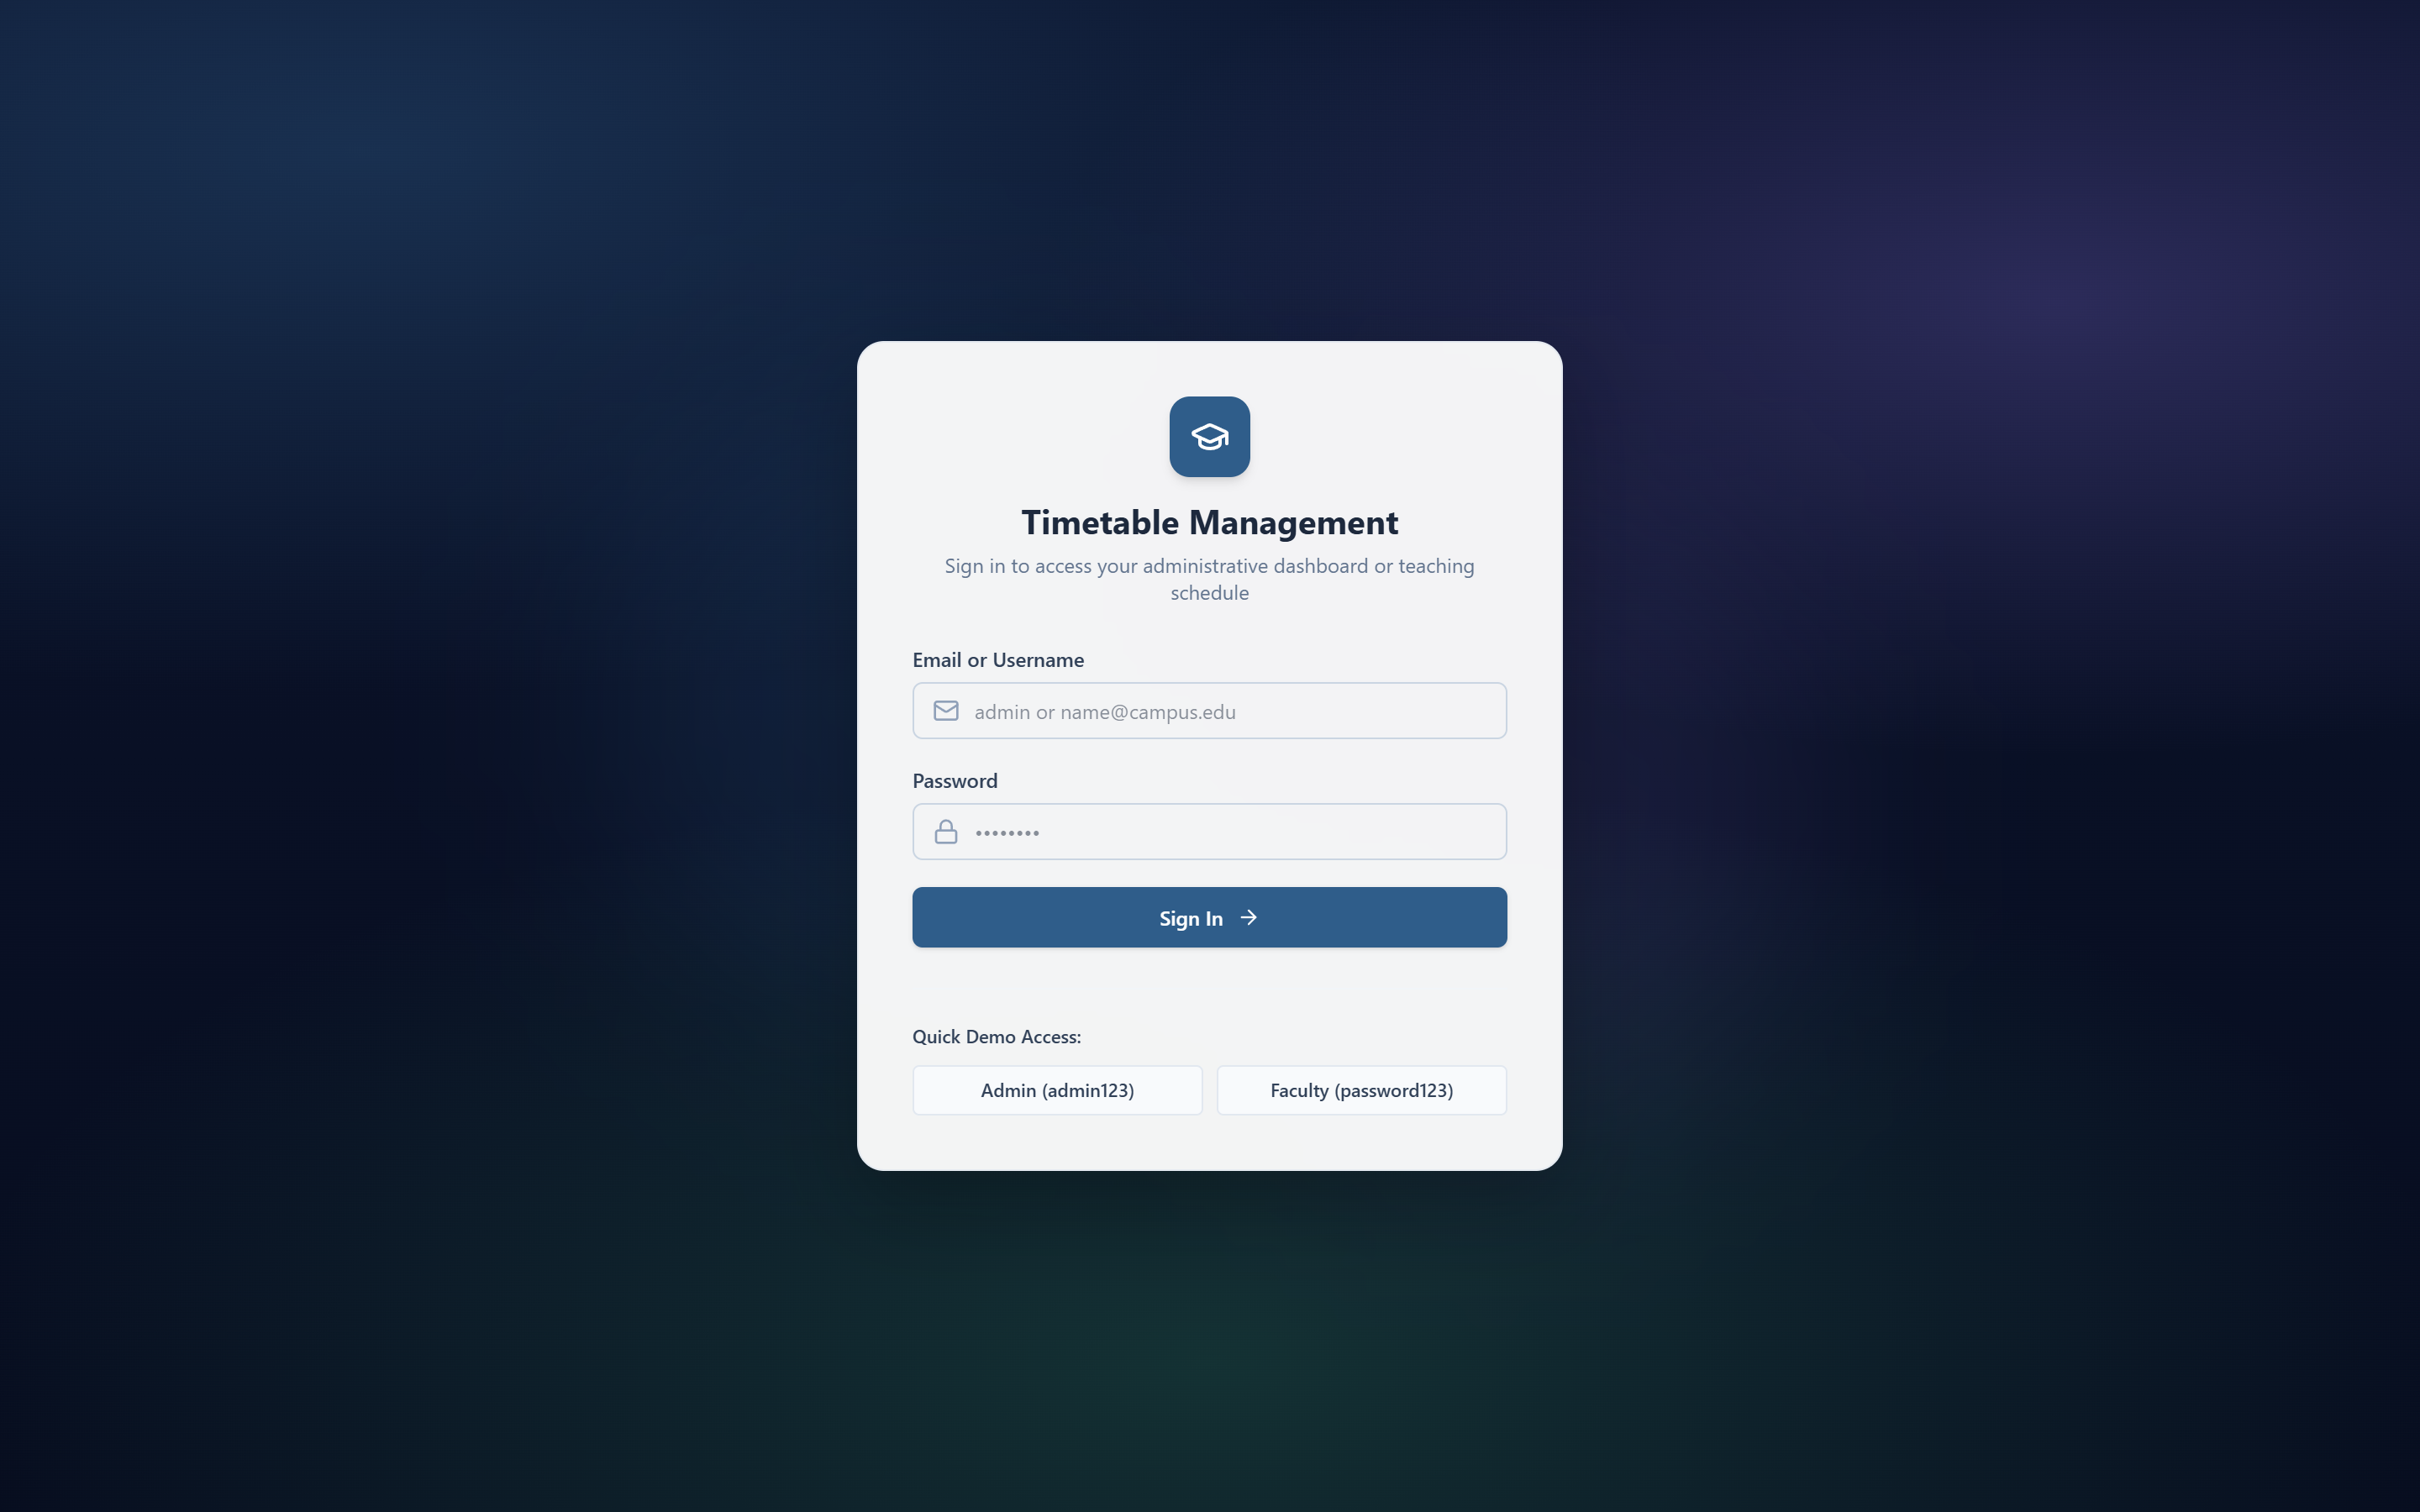 Timetable Management
Sign in to access your administrative dashboard or teaching
schedule
Email or Username
admin or name@campus.edu
Password
••••••••
Sign In →
Quick Demo Access:
Admin (admin123)
Faculty (password123)